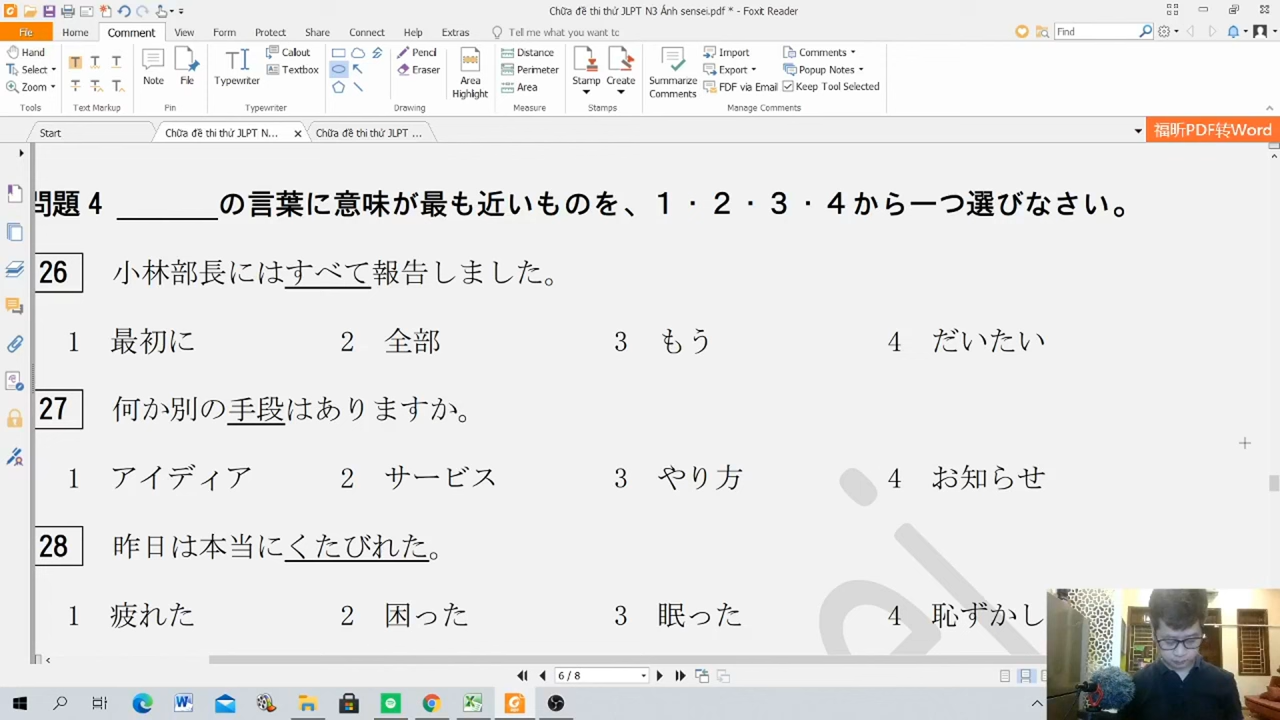 Chữa đề thi thử JLPT N3 Ánh sensei.pdf * - Foxit Reader
File Home Comment View Form Protect Share Connect Help Extras Tell me what you want to Find
Hand Select Zoom Tools
Text Markup
Note File Pin
Typewriter Callout Textbox Typewriter
Pencil Eraser Area Highlight Drawing
Distance Perimeter Area Measure
Stamp Create Stamps
Summarize Comments Import Export FDF via Email Comments Popup Notes Keep Tool Selected Manage Comments
Start Chữa đề thi thử JLPT N... Chữa đề thi thử JLPT ... 福昕PDF转Word
問題4 ______の言葉に意味が最も近いものを、1・2・3・4から一つ選びなさい。
26 小林部長にはすべて報告しました。
1 最初に 2 全部 3 もう 4 だいたい
27 何か別の手段はありますか。
1 アイディア 2 サービス 3 やり方 4 お知らせ
28 昨日は本当にくたびれた。
1 疲れた 2 困った 3 眠った 4 恥ずかし
6 / 8